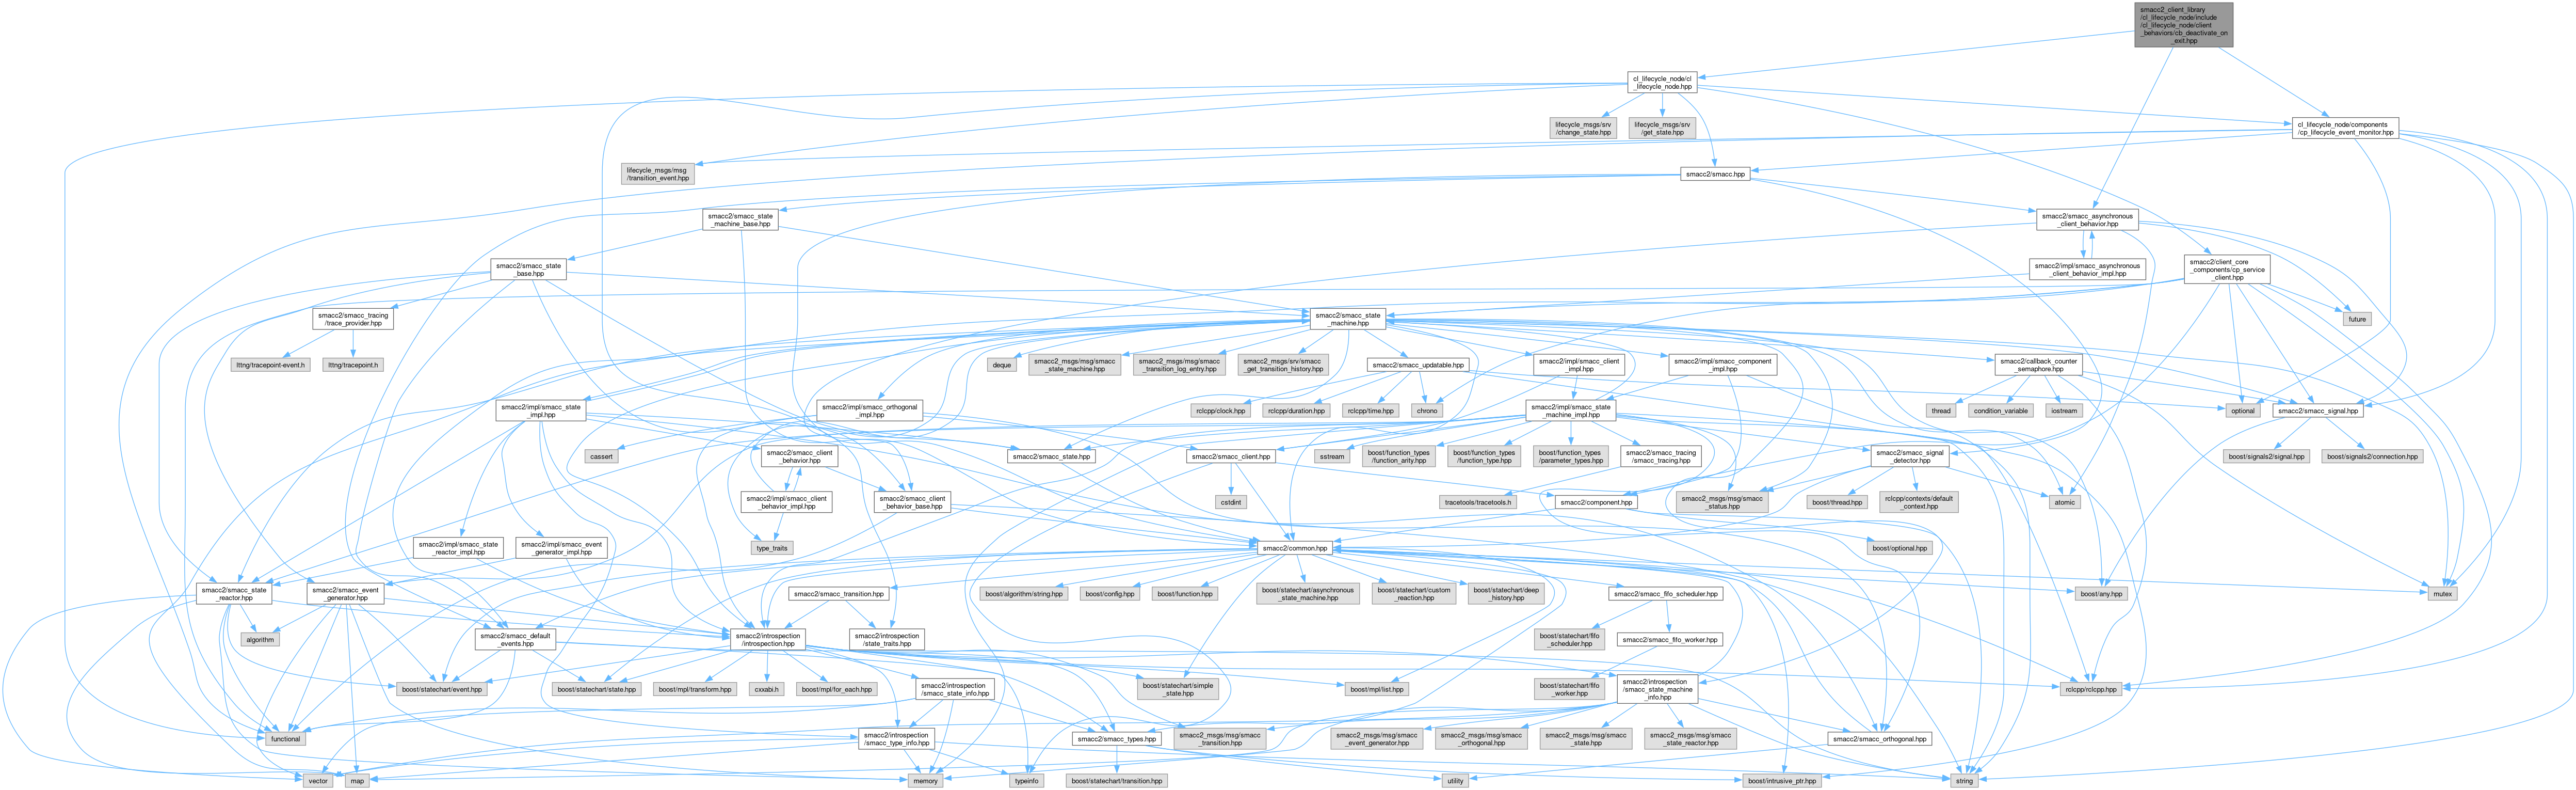 smacc2_client_library
/cl_lifecycle_node/include
/cl_lifecycle_node/client
_behaviors/cb_deactivate_on
_exit.hpp
cl_lifecycle_node/cl
_lifecycle_node.hpp
lifecycle_msgs/srv
/change_state.hpp
lifecycle_msgs/srv
/get_state.hpp
cl_lifecycle_node/components
/cp_lifecycle_event_monitor.hpp
lifecycle_msgs/msg
/transition_event.hpp
smacc2/smacc.hpp
smacc2/smacc_state
_machine_base.hpp
smacc2/smacc_asynchronous
_client_behavior.hpp
smacc2/smacc_state
_base.hpp
smacc2/impl/smacc_asynchronous
_client_behavior_impl.hpp
smacc2/client_core
_components/cp_service
_client.hpp
smacc2/smacc_tracing
/trace_provider.hpp
smacc2/smacc_state
_machine.hpp
future
lttng/tracepoint-event.h
lttng/tracepoint.h
deque
smacc2_msgs/msg/smacc
_state_machine.hpp
smacc2_msgs/msg/smacc
_transition_log_entry.hpp
smacc2_msgs/srv/smacc
_get_transition_history.hpp
smacc2/smacc_updatable.hpp
smacc2/impl/smacc_client
_impl.hpp
smacc2/impl/smacc_component
_impl.hpp
smacc2/callback_counter
_semaphore.hpp
smacc2/impl/smacc_state
_impl.hpp
smacc2/impl/smacc_orthogonal
_impl.hpp
rclcpp/clock.hpp
rclcpp/duration.hpp
rclcpp/time.hpp
chrono
smacc2/impl/smacc_state
_machine_impl.hpp
thread
condition_variable
iostream
optional
smacc2/smacc_signal.hpp
cassert
smacc2/smacc_client
_behavior.hpp
smacc2/smacc_state.hpp
smacc2/smacc_client.hpp
sstream
boost/function_types
/function_arity.hpp
boost/function_types
/function_type.hpp
boost/function_types
/parameter_types.hpp
smacc2/smacc_tracing
/smacc_tracing.hpp
smacc2/smacc_signal
_detector.hpp
boost/signals2/signal.hpp
boost/signals2/connection.hpp
smacc2/impl/smacc_client
_behavior_impl.hpp
smacc2/smacc_client
_behavior_base.hpp
cstdint
tracetools/tracetools.h
smacc2/component.hpp
smacc2_msgs/msg/smacc
_status.hpp
boost/thread.hpp
rclcpp/contexts/default
_context.hpp
atomic
smacc2/impl/smacc_state
_reactor_impl.hpp
smacc2/impl/smacc_event
_generator_impl.hpp
type_traits
smacc2/common.hpp
boost/optional.hpp
smacc2/smacc_state
_reactor.hpp
smacc2/smacc_event
_generator.hpp
smacc2/smacc_transition.hpp
boost/algorithm/string.hpp
boost/config.hpp
boost/function.hpp
boost/statechart/asynchronous
_state_machine.hpp
boost/statechart/custom
_reaction.hpp
boost/statechart/deep
_history.hpp
smacc2/smacc_fifo_scheduler.hpp
boost/any.hpp
mutex
algorithm
smacc2/smacc_default
_events.hpp
smacc2/introspection
/introspection.hpp
smacc2/introspection
/state_traits.hpp
boost/statechart/fifo
_scheduler.hpp
smacc2/smacc_fifo_worker.hpp
boost/statechart/event.hpp
boost/statechart/state.hpp
boost/mpl/transform.hpp
cxxabi.h
boost/mpl/for_each.hpp
smacc2/introspection
/smacc_state_info.hpp
boost/statechart/simple
_state.hpp
boost/mpl/list.hpp
boost/statechart/fifo
_worker.hpp
smacc2/introspection
/smacc_state_machine
_info.hpp
rclcpp/rclcpp.hpp
functional
smacc2/introspection
/smacc_type_info.hpp
smacc2/smacc_types.hpp
smacc2_msgs/msg/smacc
_transition.hpp
smacc2_msgs/msg/smacc
_event_generator.hpp
smacc2_msgs/msg/smacc
_orthogonal.hpp
smacc2_msgs/msg/smacc
_state.hpp
smacc2_msgs/msg/smacc
_state_reactor.hpp
smacc2/smacc_orthogonal.hpp
vector
map
memory
typeinfo
boost/statechart/transition.hpp
utility
boost/intrusive_ptr.hpp
string